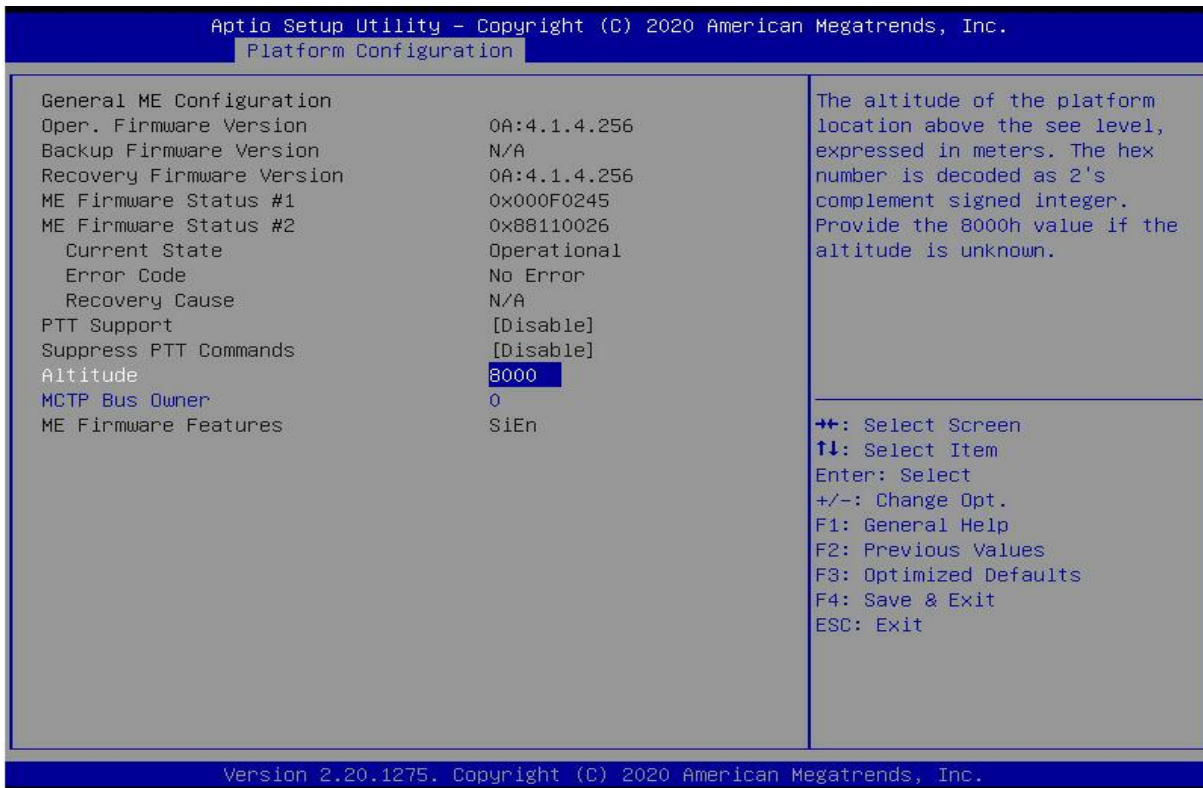 Aptio Setup Utility – Copyright (C) 2020 American Megatrends, Inc.
Platform Configuration
General ME Configuration
Oper. Firmware Version 0A:4.1.4.256
Backup Firmware Version N/A
Recovery Firmware Version 0A:4.1.4.256
ME Firmware Status #1 0x000F0245
ME Firmware Status #2 0x88110026
Current State Operational
Error Code No Error
Recovery Cause N/A
PTT Support [Disable]
Suppress PTT Commands [Disable]
Altitude 8000
MCTP Bus Owner 0
ME Firmware Features SiEn
The altitude of the platform
location above the see level,
expressed in meters. The hex
number is decoded as 2's
complement signed integer.
Provide the 8000h value if the
altitude is unknown.
→←: Select Screen
↑↓: Select Item
Enter: Select
+/-: Change Opt.
F1: General Help
F2: Previous Values
F3: Optimized Defaults
F4: Save & Exit
ESC: Exit
Version 2.20.1275. Copyright (C) 2020 American Megatrends, Inc.